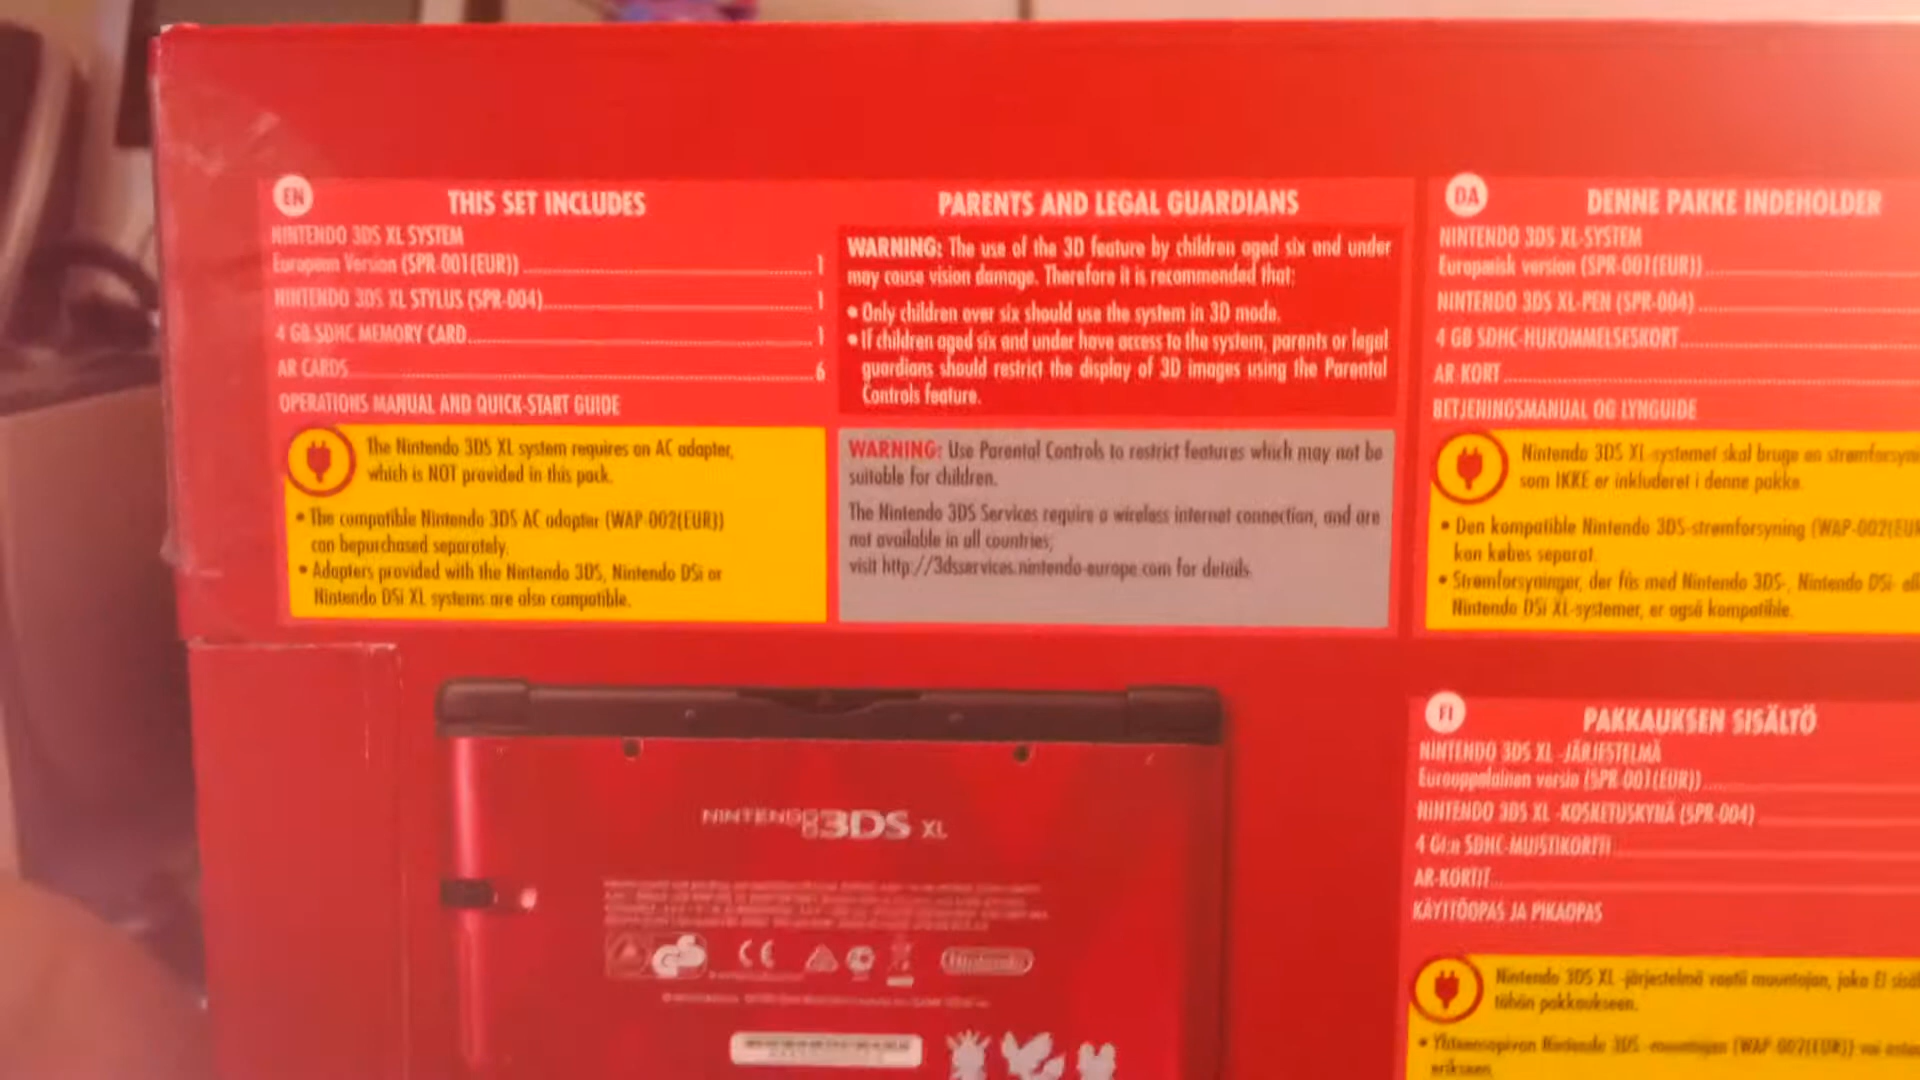 EN
THIS SET INCLUDES
NINTENDO 3DS XL SYSTEM
European Version (SPR-001(EUR)) 1
NINTENDO 3DS XL STYLUS (SPR-004) 1
4 GB SDHC MEMORY CARD 1
AR CARDS 6
OPERATIONS MANUAL AND QUICK-START GUIDE
The Nintendo 3DS XL system requires an AC adapter,
which is NOT provided in this pack.
• The compatible Nintendo 3DS AC adapter (WAP-002(EUR))
can bepurchased separately.
• Adapters provided with the Nintendo 3DS, Nintendo DSi or
Nintendo DSi XL systems are also compatible.
PARENTS AND LEGAL GUARDIANS
WARNING: The use of the 3D feature by children aged six and under
may cause vision damage. Therefore it is recommended that:
• Only children over six should use the system in 3D mode.
• If children aged six and under have access to the system, parents or legal
guardians should restrict the display of 3D images using the Parental
Controls feature.
WARNING: Use Parental Controls to restrict features which may not be
suitable for children.
The Nintendo 3DS Services require a wireless internet connection, and are
not available in all countries;
visit http://3dsservices.nintendo-europe.com for details.
DA
DENNE PAKKE INDEHOLDER
NINTENDO 3DS XL-SYSTEM
Europæisk version (SPR-001(EUR))
NINTENDO 3DS XL-PEN (SPR-004)
4 GB SDHC-HUKOMMELSESKORT
AR-KORT
BETJENINGSMANUAL OG LYNGUIDE
Nintendo 3DS XL-systemet skal bruge en
som IKKE er inkluderet i denne pakke.
• Den kompatible Nintendo 3DS-strømforsyning
kan købes separat.
• Strømforsyninger, der fås med Nintendo 3DS-, Nintendo DSi-
Nintendo DSi XL-systemer, er også kompatible.
NINTENDO 3DS XL
CE
Nintendo
FI
PAKKAUKSEN SISÄLTÖ
NINTENDO 3DS XL -JÄRJESTELMÄ
Eurooppalainen versio (SPR-001(EUR))
NINTENDO 3DS XL -KOSKETUSKYNÄ (SPR-004)
4 Gt:n SDHC-MUISTIKORTTI
AR-KORTIT
KÄYTTÖOPAS JA PIKAOPAS
Nintendo 3DS XL -järjestelmä vaatii muuntajan, joka EI
tähän pakkaukseen.
• Yhteensopivan Nintendo 3DS -muuntajan (WAP-002(EUR)) voi
erikseen.